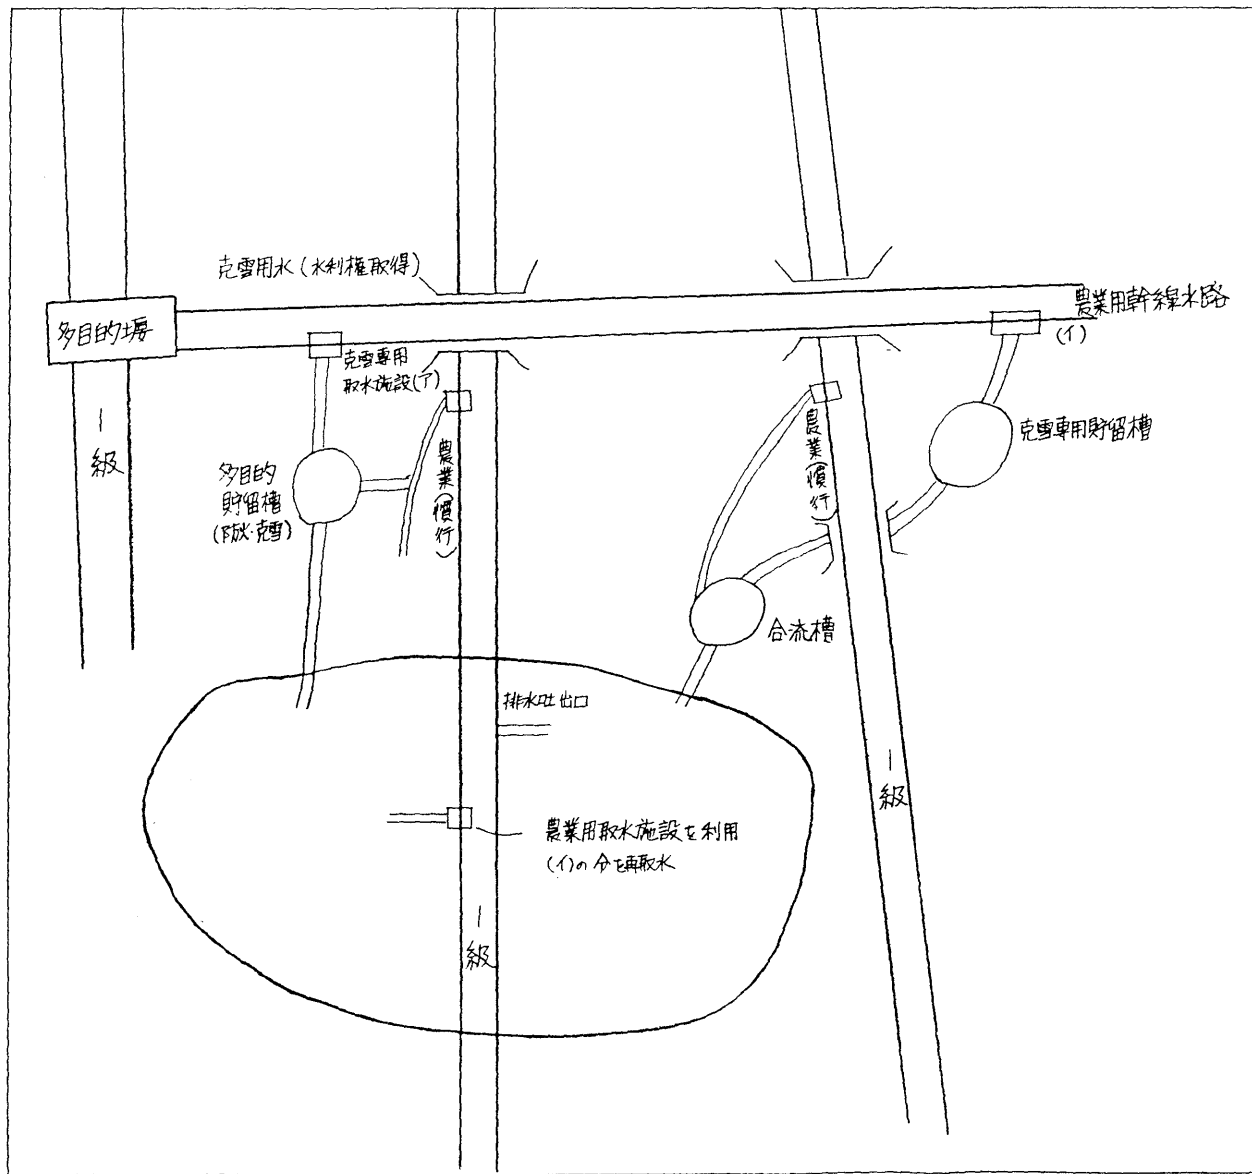 克雪用水(水利権取得)
多目的堰
農業用幹線水路
(イ)
克雪専用
取水施設(ア)
一級
多目的
貯留槽
(防火・克雪)
農業(慣行)
農業(慣行)
克雪専用貯留槽
合流槽
排水吐出口
一級
農業用取水施設を利用
(イ)の分を再取水
一級